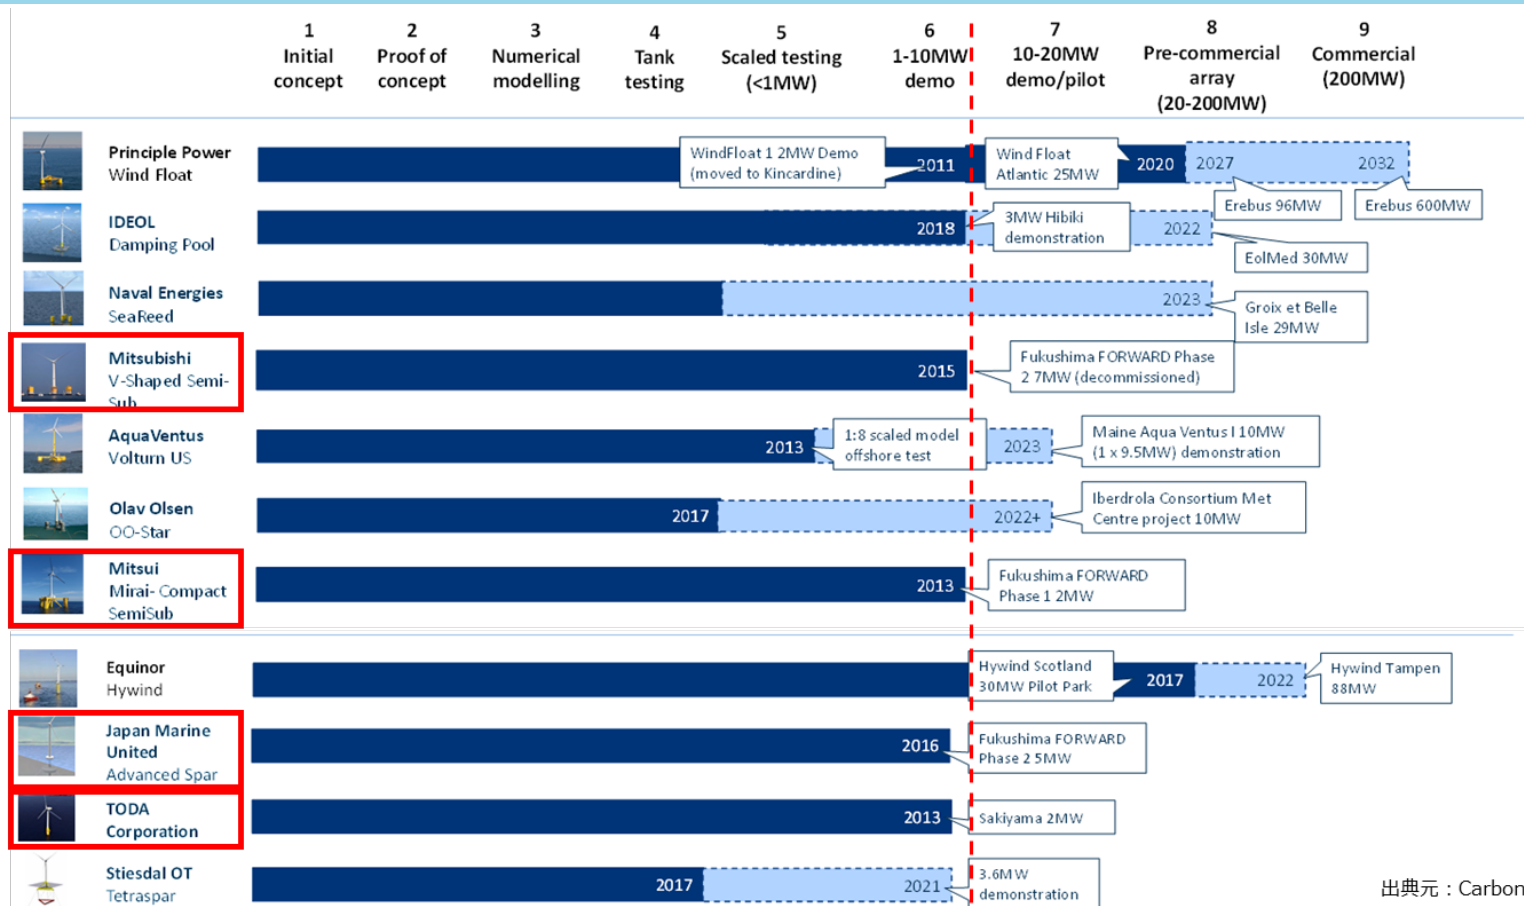 1
Initial
concept
2
Proof of
concept
3
Numerical
modelling
4
Tank
testing
5
Scaled testing
(<1MW)
6
1-10MW
demo
7
10-20MW
demo/pilot
8
Pre-commercial
array
(20-200MW)
9
Commercial
(200MW)
Principle Power
Wind Float
WindFloat 1 2MW Demo
(moved to Kincardine)
2011
Wind Float
Atlantic 25MW
2020
2027
2032
Erebus 96MW
Erebus 600MW
IDEOL
Damping Pool
2018
3MW Hibiki
demonstration
2022
EolMed 30MW
Naval Energies
SeaReed
2023
Groix et Belle
Isle 29MW
Mitsubishi
V-Shaped Semi-
Sub
2015
Fukushima FORWARD Phase
2 7MW (decommissioned)
AquaVentus
Volturn US
2013
1:8 scaled model
offshore test
2023
Maine Aqua Ventus I 10MW
(1 x 9.5MW) demonstration
Olav Olsen
OO-Star
2017
2022+
Iberdrola Consortium Met
Centre project 10MW
Mitsui
Mirai- Compact
SemiSub
2013
Fukushima FORWARD
Phase 1 2MW
Equinor
Hywind
Hywind Scotland
30MW Pilot Park
2017
2022
Hywind Tampen
88MW
Japan Marine
United
Advanced Spar
2016
Fukushima FORWARD
Phase 2 5MW
TODA
Corporation
2013
Sakiyama 2MW
Stiesdal OT
Tetraspar
2017
2021
3.6MW
demonstration
出典元：Carbon